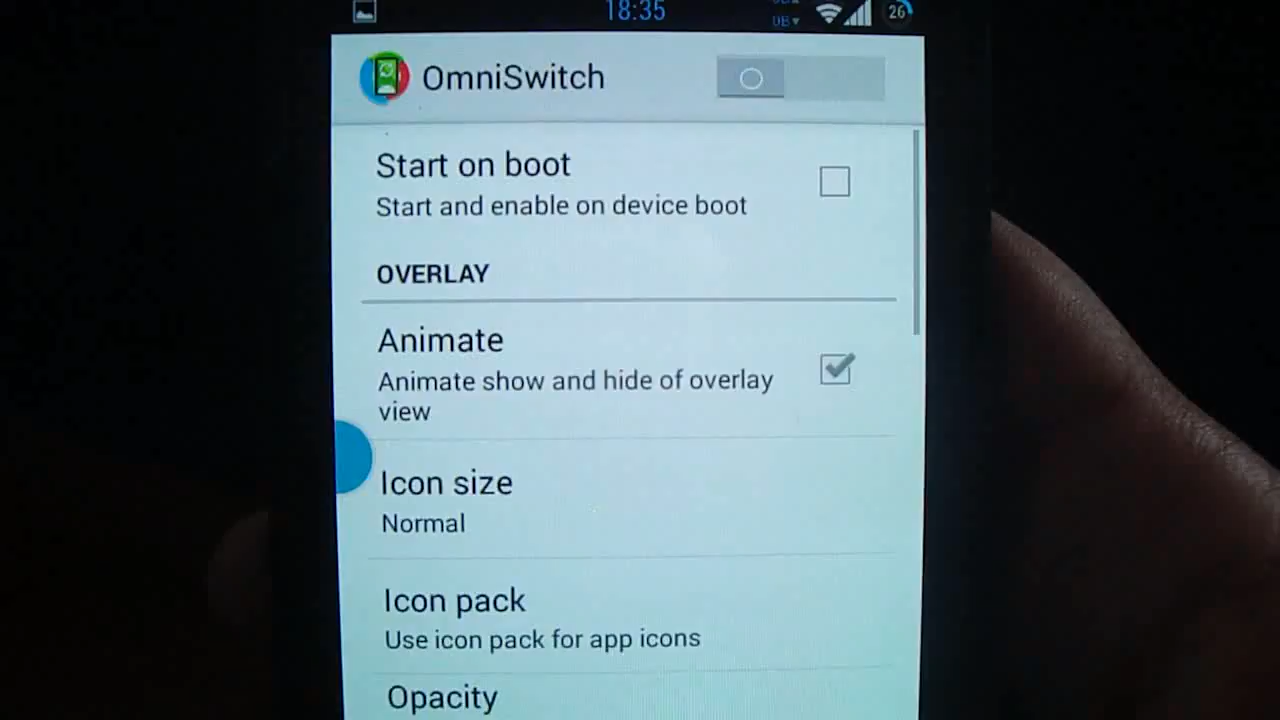 18:35
26
OmniSwitch
Start on boot
Start and enable on device boot
OVERLAY
Animate
Animate show and hide of overlay
view
Icon size
Normal
Icon pack
Use icon pack for app icons
Opacity